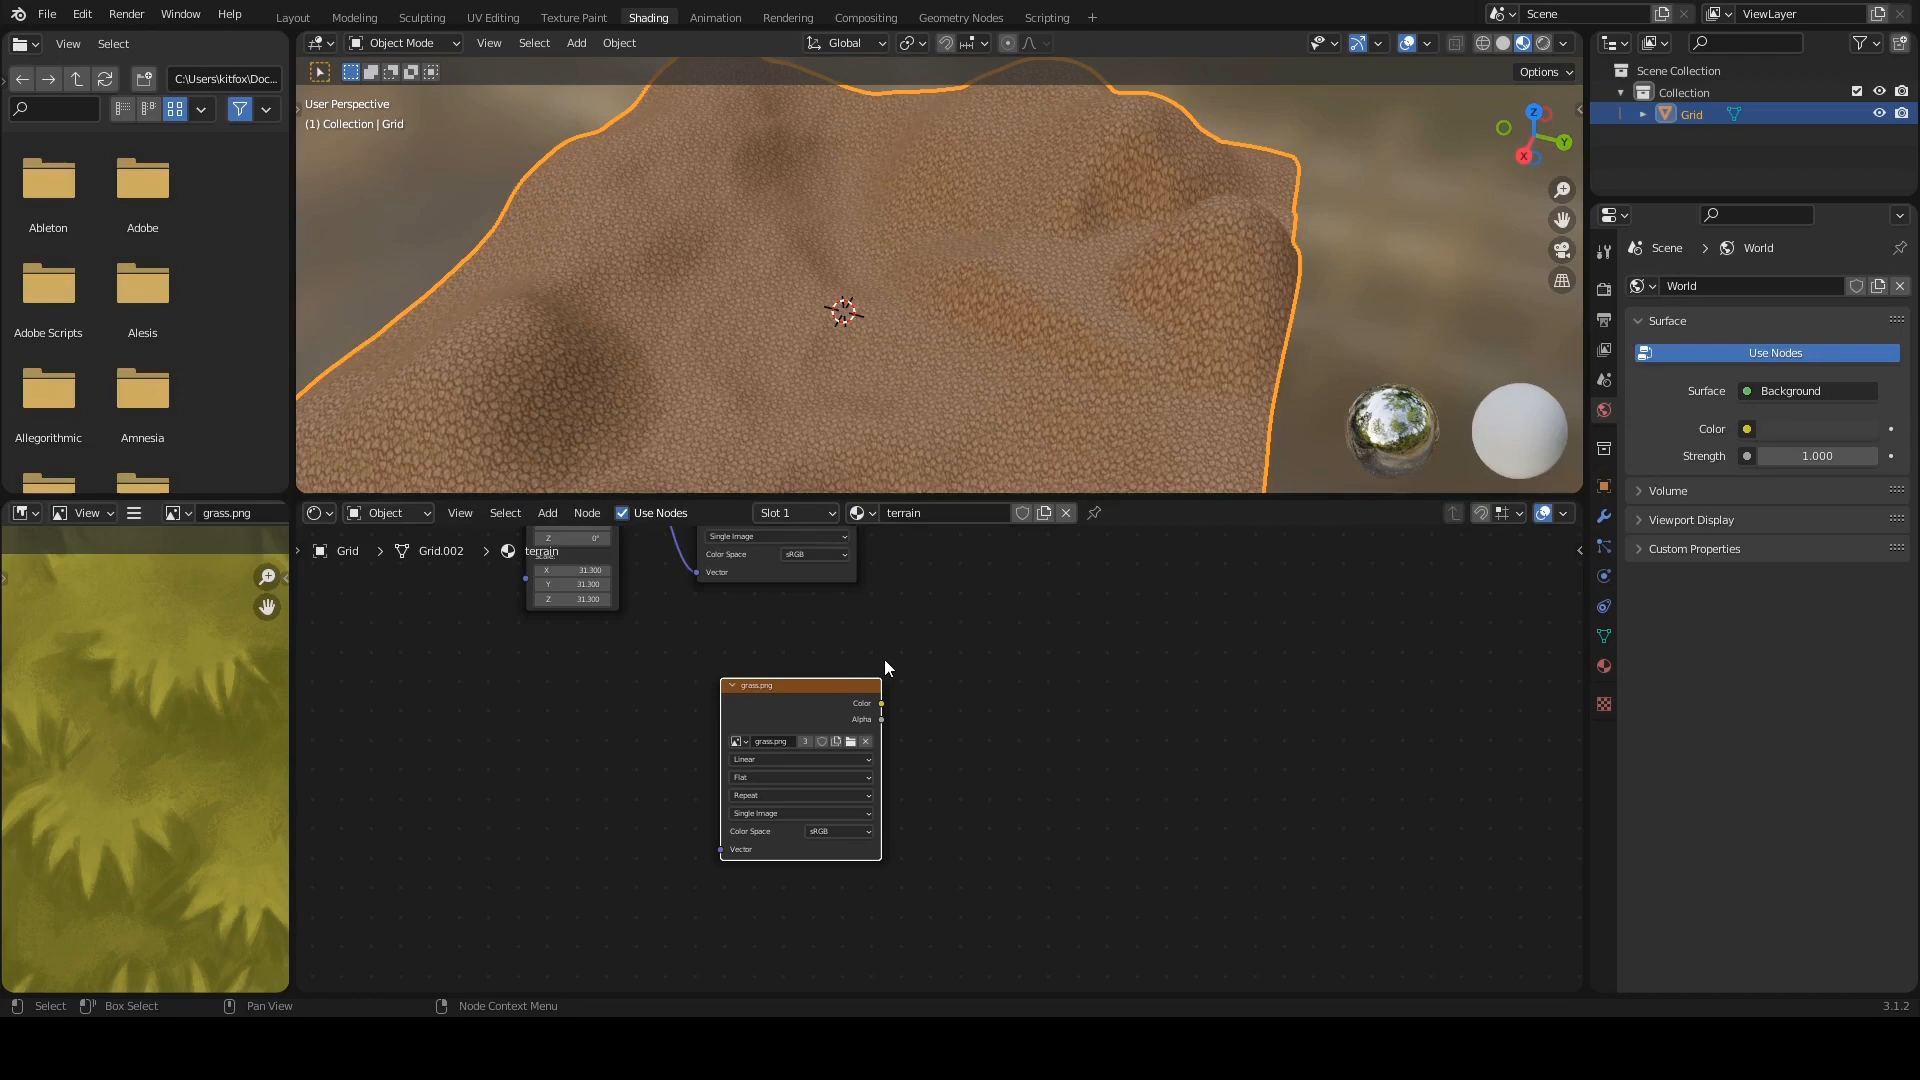 File Edit Render Window Help
Layout Modeling Sculpting UV Editing Texture Paint Shading Animation Rendering Compositing Geometry Nodes Scripting
Scene
ViewLayer
View Select
Object Mode View Select Add Object
Global
C:\Users\kitfox\Doc...
Options
User Perspective
(1) Collection | Grid
Z
Y
X
Scene Collection
Collection
Grid
Ableton
Adobe
Adobe Scripts
Alesis
Allegorithmic
Amnesia
Scene
World
World
Surface
Use Nodes
Surface
Background
Color
Strength
1.000
Volume
Viewport Display
Custom Properties
View
grass.png
Object View Select Add Node Use Nodes
Slot 1
terrain
Grid
Grid.002
terrain
Z 0°
X 31.300
Y 31.300
Z 31.300
Single Image
Color Space sRGB
Vector
grass.png
Color
Alpha
grass.png 3
Linear
Flat
Repeat
Single Image
Color Space sRGB
Vector
Select
Box Select
Pan View
Node Context Menu
3.1.2